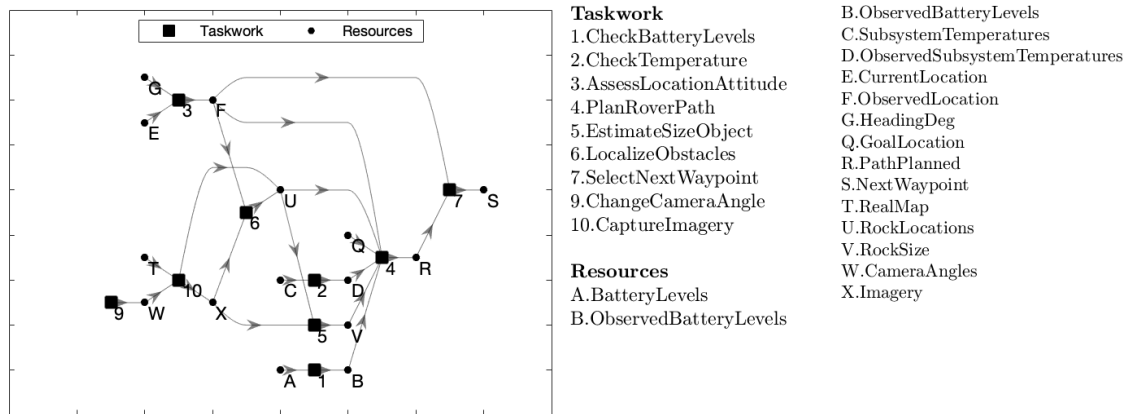 Taskwork Resources
G
3
F
E
U
6
7
S
Q
T
4
R
10
C
2
D
9
W
X
5
V
A
1
B
Taskwork
1.CheckBatteryLevels
2.CheckTemperature
3.AssessLocationAttitude
4.PlanRoverPath
5.EstimateSizeObject
6.LocalizeObstacles
7.SelectNextWaypoint
9.ChangeCameraAngle
10.CaptureImagery
Resources
A.BatteryLevels
B.ObservedBatteryLevels
B.ObservedBatteryLevels
C.SubsystemTemperatures
D.ObservedSubsystemTemperatures
E.CurrentLocation
F.ObservedLocation
G.HeadingDeg
Q.GoalLocation
R.PathPlanned
S.NextWaypoint
T.RealMap
U.RockLocations
V.RockSize
W.CameraAngles
X.Imagery